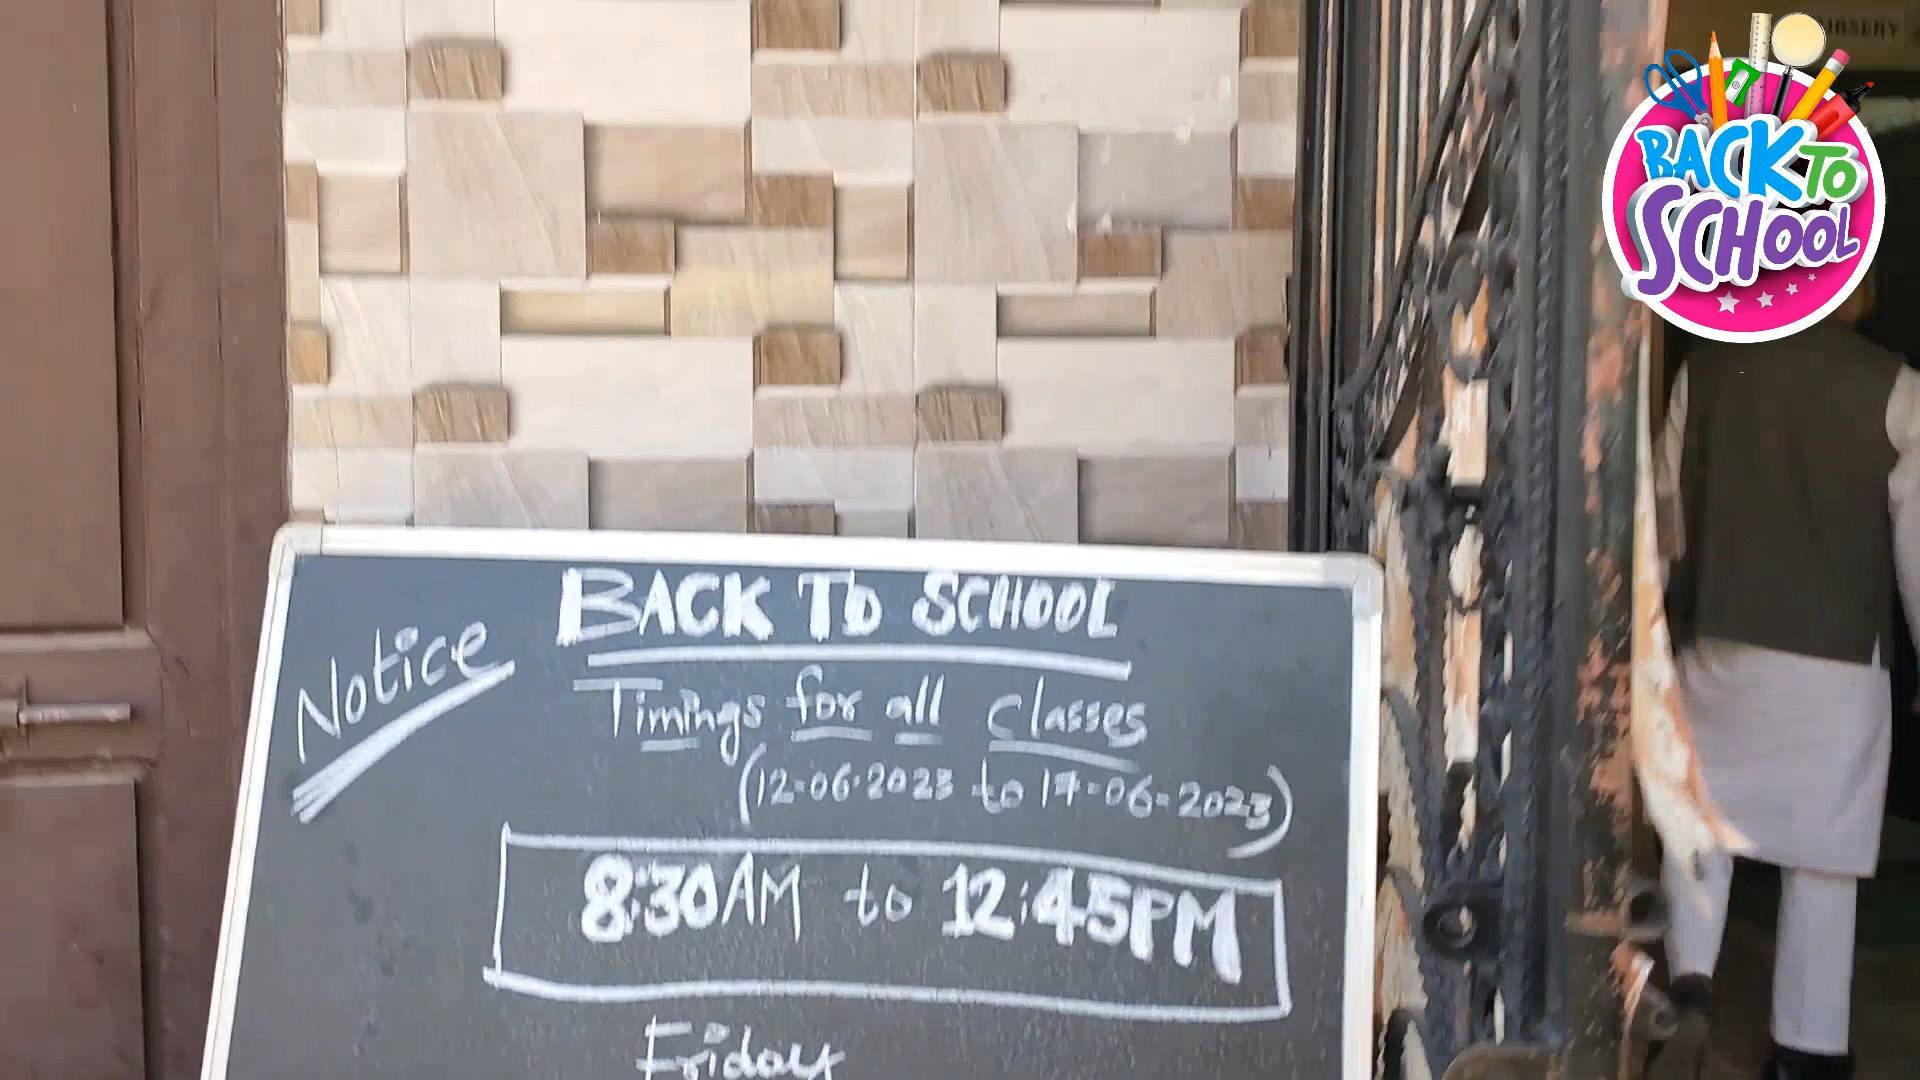 NURSERY
BACK TO
SCHOOL
BACK TO SCHOOL
Notice
Timings for all classes
(12-06-2023 to 17-06-2023)
8:30AM to 12:45PM
Friday